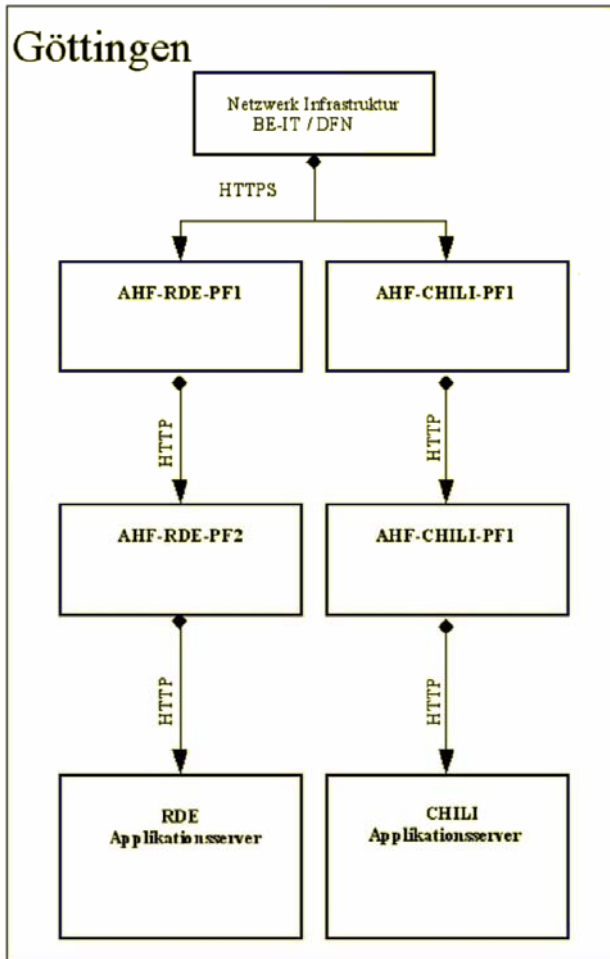 Göttingen
Netzwerk Infrastruktur
BE-IT / DFN
HTTPS
AHF-RDE-PF1
AHF-CHILI-PF1
HTTP
HTTP
AHF-RDE-PF2
AHF-CHILI-PF1
HTTP
HTTP
RDE
Applikationsserver
CHILI
Applikationsserver